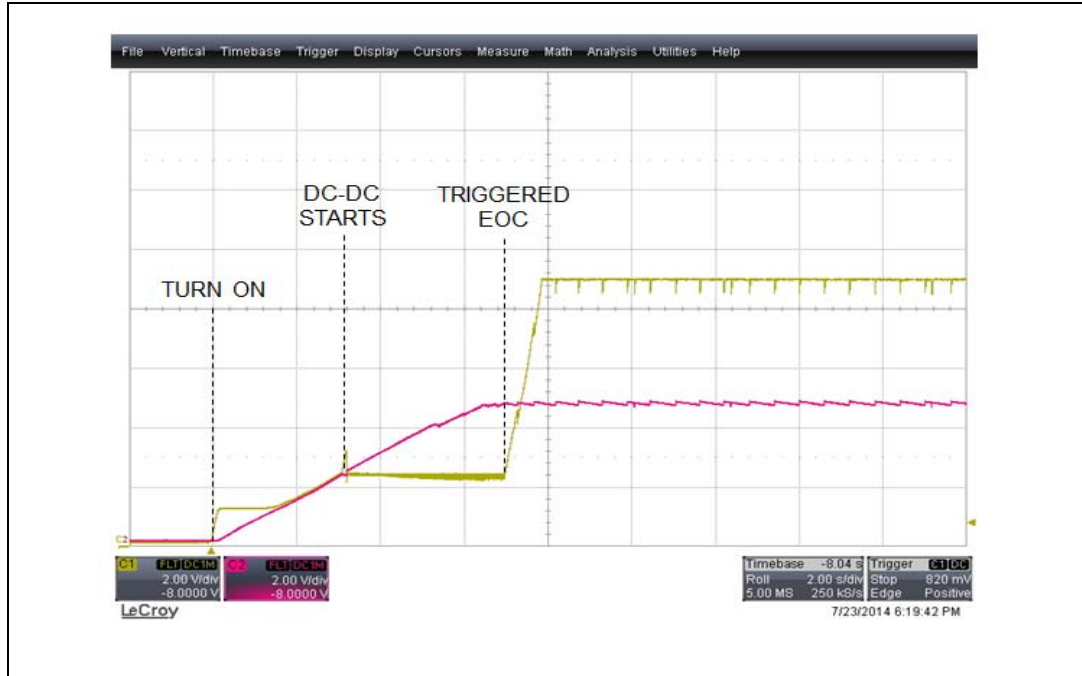 File Vertical Timebase Trigger Display Cursors Measure Math Analysis Utilities Help
DC-DC
STARTS
TRIGGERED
EOC
TURN ON
C2
C1 FLT DC1M
2.00 V/div
-8.0000 V
C2 FLT DC1M
2.00 V/div
-8.0000 V
Timebase -8.04 s
Roll 2.00 s/div
5.00 MS 250 kS/s
Trigger C1 DC
Stop 820 mV
Edge Positive
LeCroy
7/23/2014 6:19:42 PM